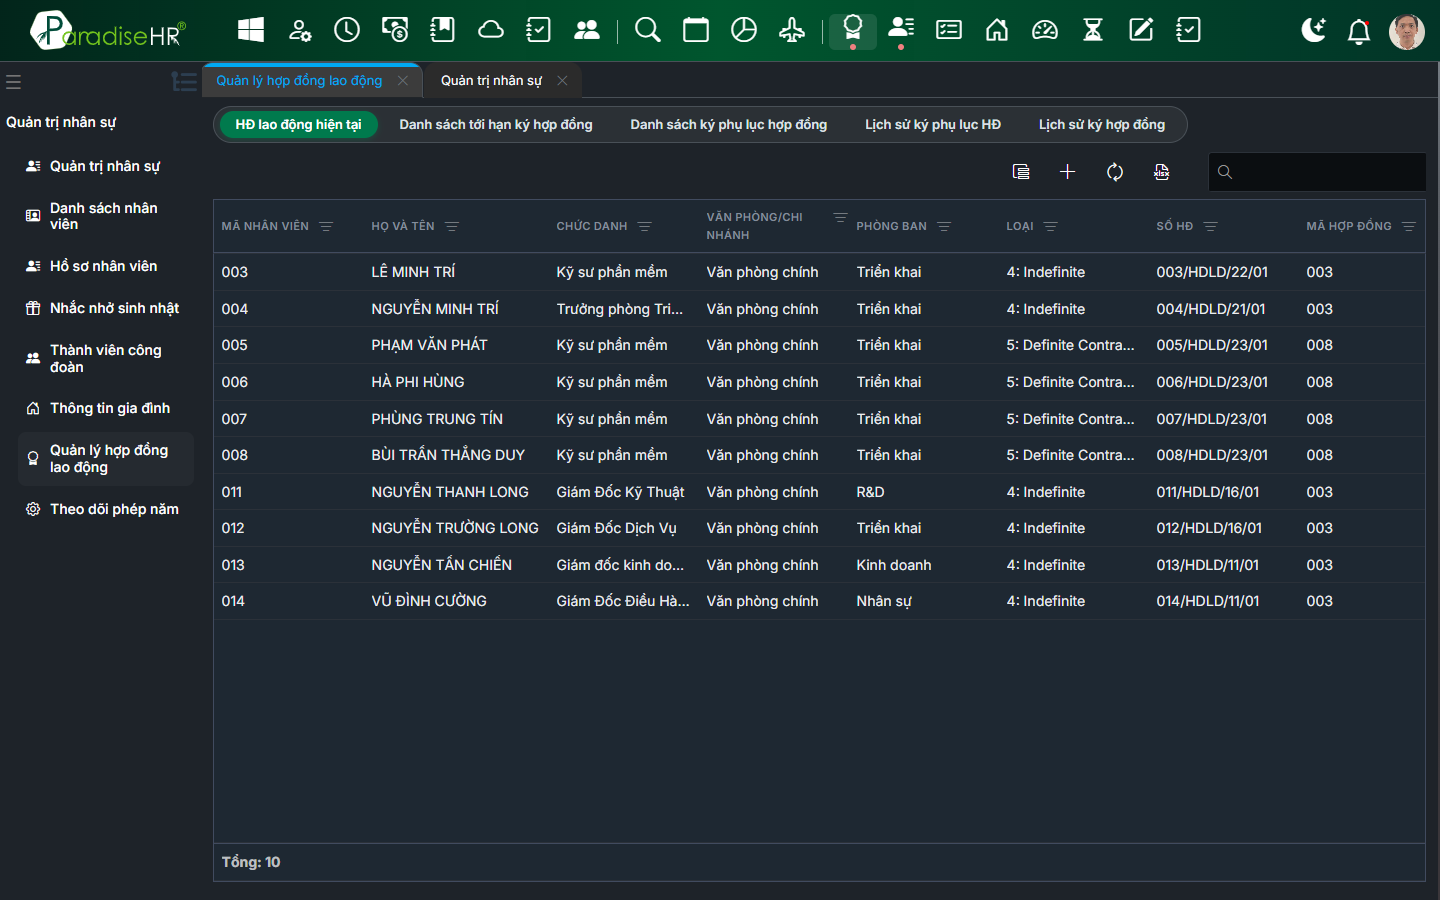 ParadiseHR®
Quản lý hợp đồng lao động
Quản trị nhân sự
Quản trị nhân sự
Quản trị nhân sự
Danh sách nhân
viên
Hồ sơ nhân viên
Nhắc nhở sinh nhật
Thành viên công
đoàn
Thông tin gia đình
Quản lý hợp đồng
lao động
Theo dõi phép năm
HĐ lao động hiện tại Danh sách tới hạn ký hợp đồng Danh sách ký phụ lục hợp đồng Lịch sử ký phụ lục HĐ Lịch sử ký hợp đồng
xlsx
MÃ NHÂN VIÊN HỌ VÀ TÊN CHỨC DANH VĂN PHÒNG/CHI NHÁNH PHÒNG BAN LOẠI SỐ HĐ MÃ HỢP ĐỒNG
003 LÊ MINH TRÍ Kỹ sư phần mềm Văn phòng chính Triển khai 4: Indefinite 003/HDLD/22/01 003
004 NGUYỄN MINH TRÍ Trưởng phòng Tri... Văn phòng chính Triển khai 4: Indefinite 004/HDLD/21/01 003
005 PHẠM VĂN PHÁT Kỹ sư phần mềm Văn phòng chính Triển khai 5: Definite Contra... 005/HDLD/23/01 008
006 HÀ PHI HÙNG Kỹ sư phần mềm Văn phòng chính Triển khai 5: Definite Contra... 006/HDLD/23/01 008
007 PHÙNG TRUNG TÍN Kỹ sư phần mềm Văn phòng chính Triển khai 5: Definite Contra... 007/HDLD/23/01 008
008 BÙI TRẦN THẮNG DUY Kỹ sư phần mềm Văn phòng chính Triển khai 5: Definite Contra... 008/HDLD/23/01 008
011 NGUYỄN THANH LONG Giám Đốc Kỹ Thuật Văn phòng chính R&D 4: Indefinite 011/HDLD/16/01 003
012 NGUYỄN TRƯỜNG LONG Giám Đốc Dịch Vụ Văn phòng chính Triển khai 4: Indefinite 012/HDLD/16/01 003
013 NGUYỄN TẤN CHIẾN Giám đốc kinh do... Văn phòng chính Kinh doanh 4: Indefinite 013/HDLD/11/01 003
014 VŨ ĐÌNH CƯỜNG Giám Đốc Điều Hà... Văn phòng chính Nhân sự 4: Indefinite 014/HDLD/11/01 003
Tổng: 10